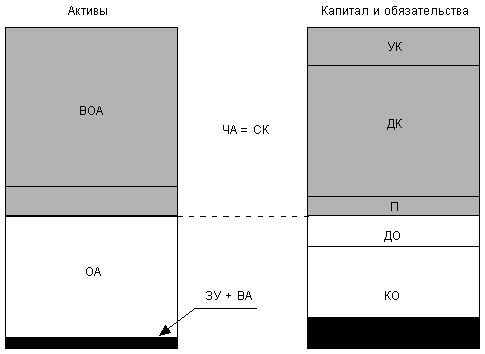 Активы
Капитал и обязательства
УК
ВОА
ДК
ЧА = СК
П
ДО
ОА
ЗУ + ВА
КО